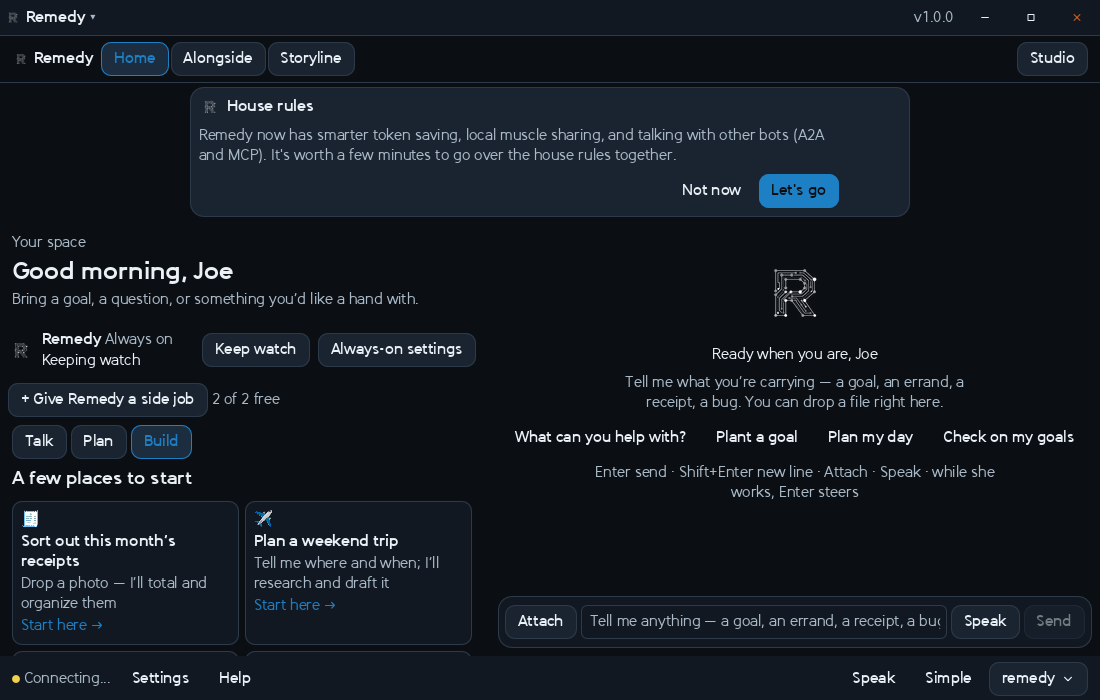 Remedy
v1.0.0
Remedy Home Alongside Storyline Studio
House rules
Remedy now has smarter token saving, local muscle sharing, and talking with other bots (A2A
and MCP). It's worth a few minutes to go over the house rules together.
Not now Let's go
Your space
Good morning, Joe
Bring a goal, a question, or something you'd like a hand with.
Remedy Always on
Keeping watch
Keep watch Always-on settings
+ Give Remedy a side job 2 of 2 free
Talk Plan Build
A few places to start
Sort out this month's
receipts
Drop a photo — I'll total and
organize them
Start here →
Plan a weekend trip
Tell me where and when; I'll
research and draft it
Start here →
Ready when you are, Joe
Tell me what you're carrying — a goal, an errand, a
receipt, a bug. You can drop a file right here.
What can you help with? Plant a goal Plan my day Check on my goals
Enter send · Shift+Enter new line · Attach · Speak · while she
works, Enter steers
Attach Tell me anything — a goal, an errand, a receipt, a bug Speak Send
Connecting... Settings Help Speak Simple remedy